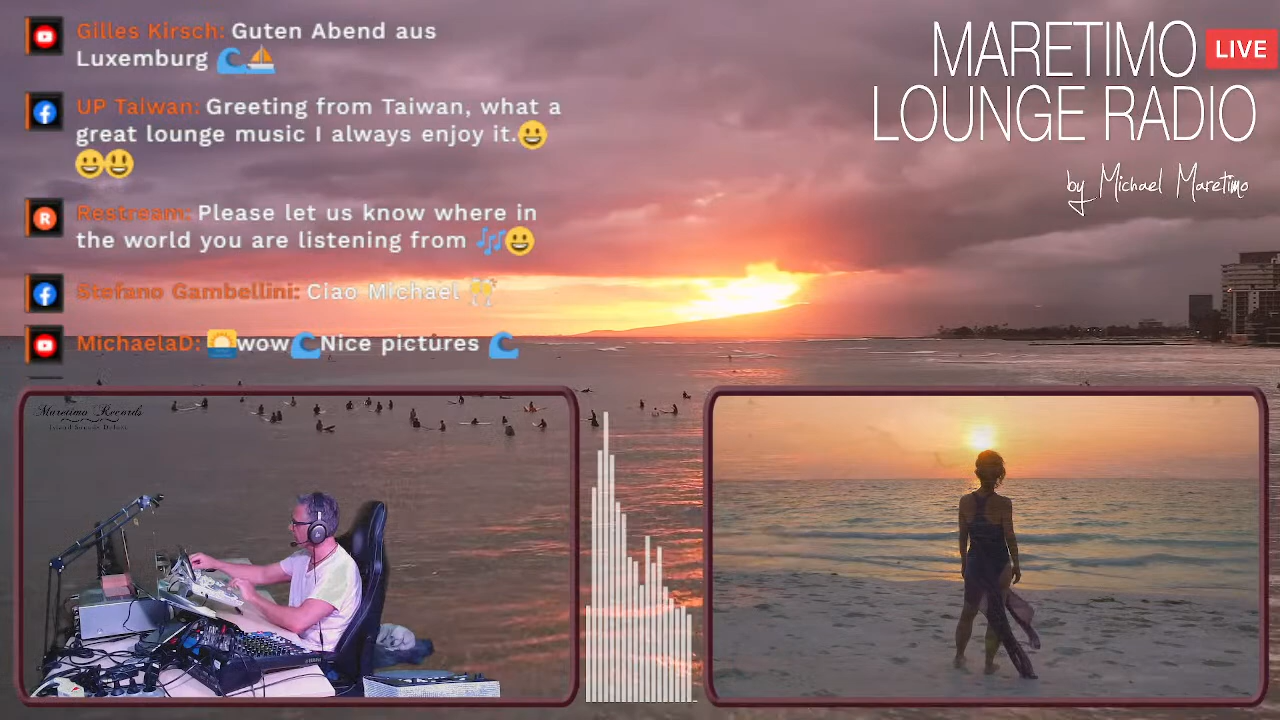 Gilles Kirsch: Guten Abend aus
Luxemburg 🌊⛵
UP Taiwan: Greeting from Taiwan, what a
great lounge music I always enjoy it.😀
😀😃
Restream: Please let us know where in
the world you are listening from 🎶😀
Stefano Gambellini: Ciao Michael 🥂
MichaelaD: 🌅wow🌊Nice pictures 🌊
MARETIMO
LIVE
LOUNGE RADIO
by Michael Maretimo
Maretimo Records